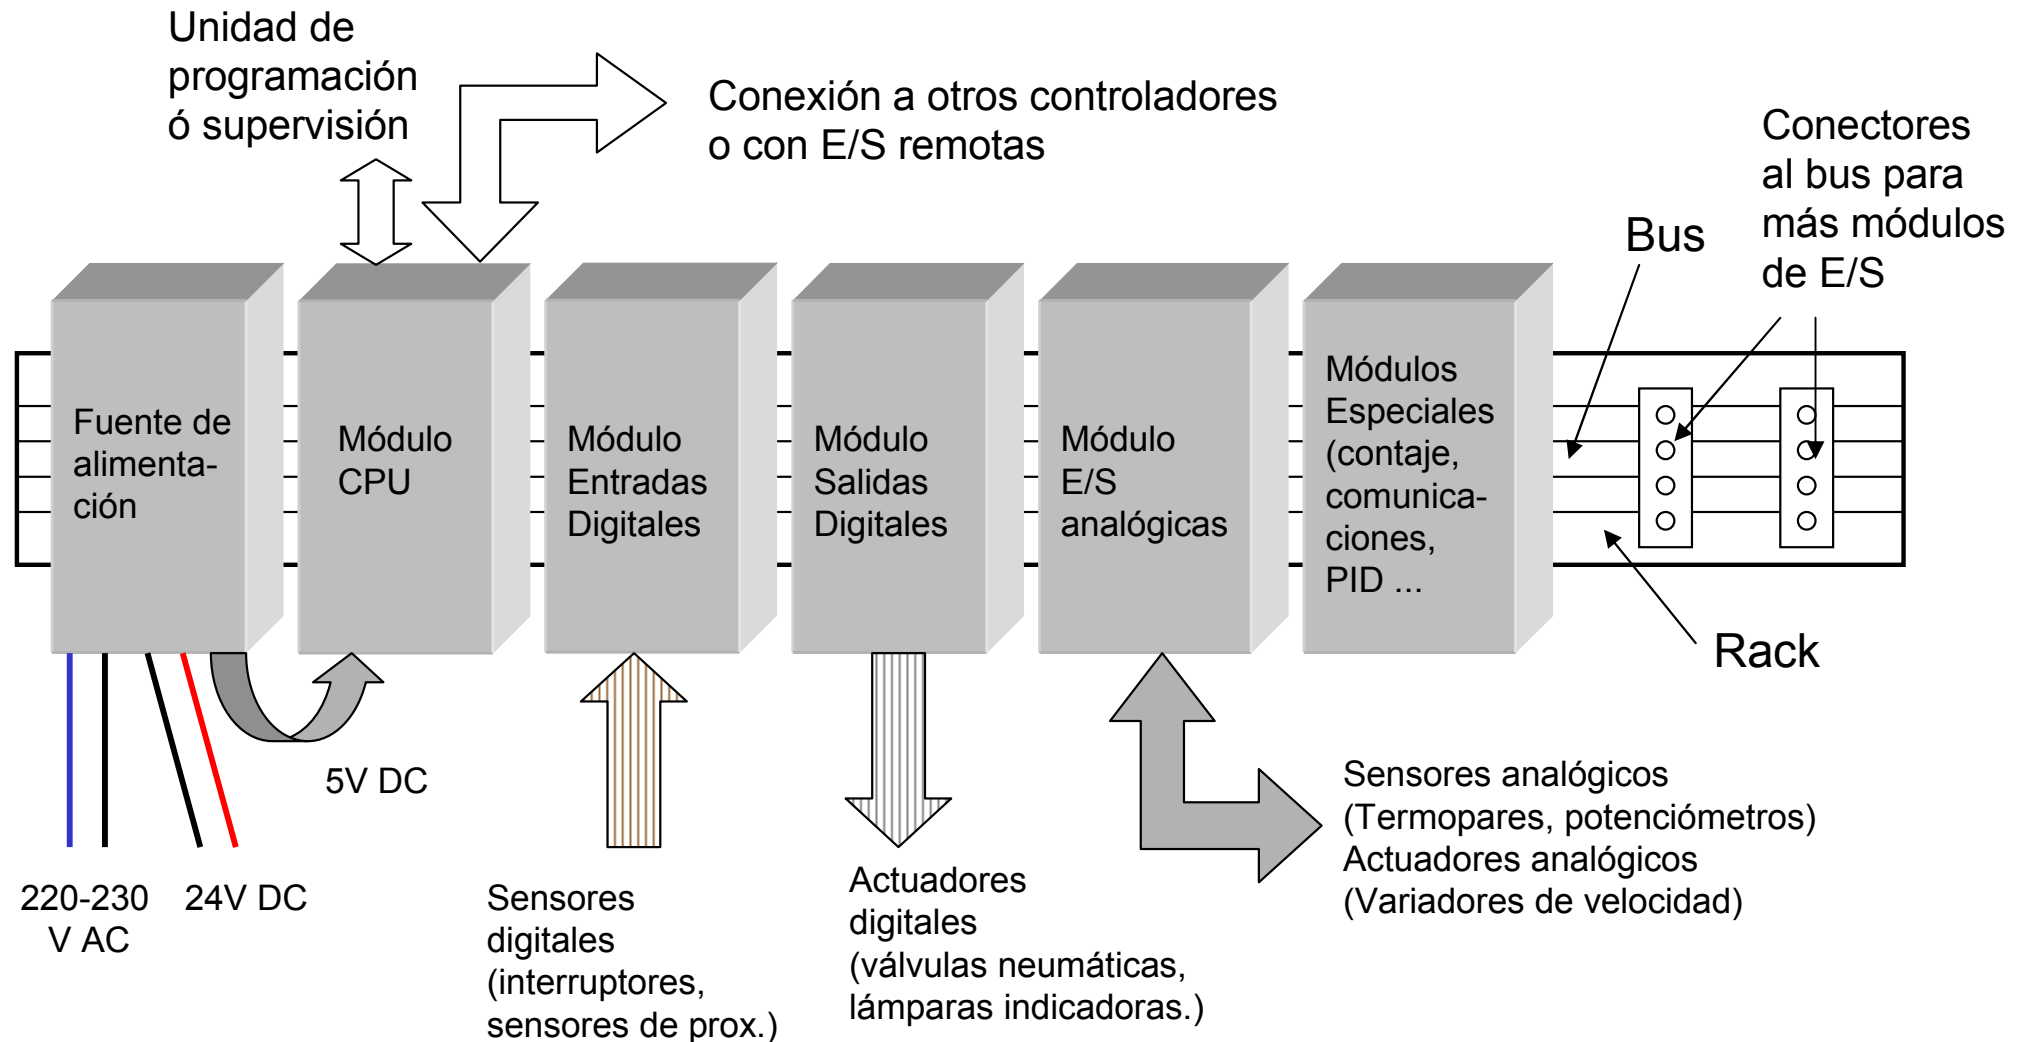 Unidad de
programación
ó supervisión
Conexión a otros controladores
o con E/S remotas
Conectores
al bus para
más módulos
de E/S
Bus
Fuente de
alimenta-
ción
Módulo
CPU
Módulo
Entradas
Digitales
Módulo
Salidas
Digitales
Módulo
E/S
analógicas
Módulos
Especiales
(contaje,
comunica-
ciones,
PID ...
Rack
5V DC
220-230
V AC
24V DC
Sensores
digitales
(interruptores,
sensores de prox.)
Actuadores
digitales
(válvulas neumáticas,
lámparas indicadoras.)
Sensores analógicos
(Termopares, potenciómetros)
Actuadores analógicos
(Variadores de velocidad)